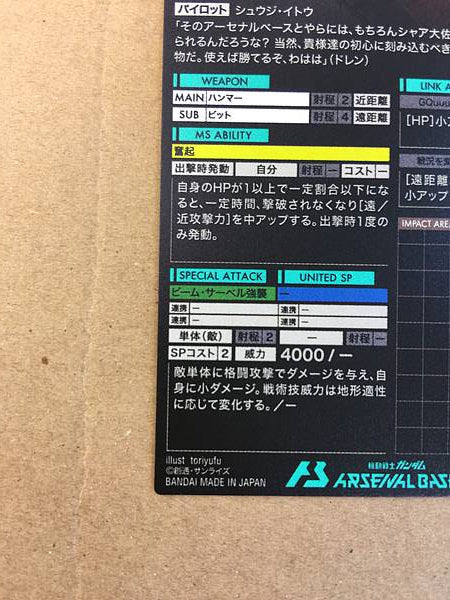 パイロット シュウジ・イトウ
「そのアーセナルベースとやらには、もちろんシャア大佐
られるんだろうな? 当然、貴様達の初心に刻み込むべき
物だ。使えば勝てるぞ、わはは」(ドレン)
WEAPON
MAIN ハンマー 射程 2 近距離
SUB ビット 射程 4 遠距離
MS ABILITY
奮起
出撃時発動 自分 射程 ー コスト ー
自身のHPが1以上で一定割合以下にな
ると、一定時間、撃破されなくなり[遠/
近攻撃力]を中アップする。出撃時1度の
み発動。
SPECIAL ATTACK UNITED SP
ビーム・サーベル強襲 ー
連携 ー 連携 ー
連携 ー 連携 ー
単体(敵) 射程 2 ー 射程 ー
SPコスト 2 威力 4000/ー
敵単体に格闘攻撃でダメージを与え、自
身に小ダメージ。戦術技威力は地形適性
に応じて変化する。/ー
LINK A
GQuuu
[HP]小ア
戦況を変
[遠距離
小アップ
IMPACT AREA
illust toriyufu
©創通・サンライズ
BANDAI MADE IN JAPAN
機動戦士ガンダム
ARSENAL BAS